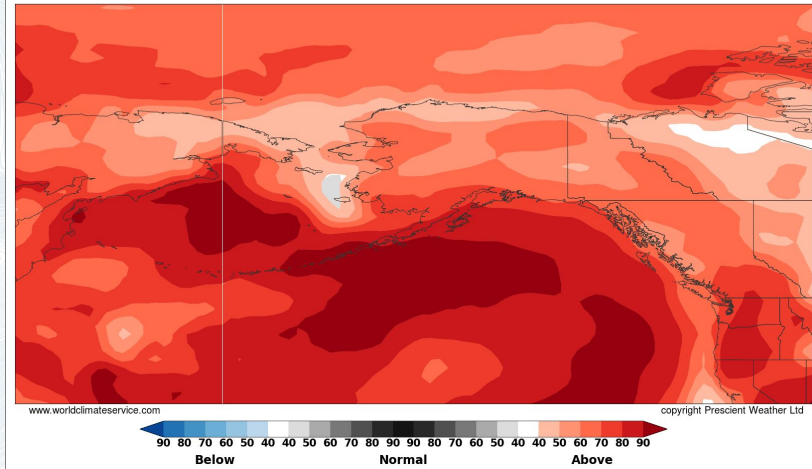 www.worldclimateservice.com copyright Prescient Weather Ltd
90 80 70 60 50 40 40 50 60 70 80 90 90 80 70 60 50 40 40 50 60 70 80 90
Below Normal Above